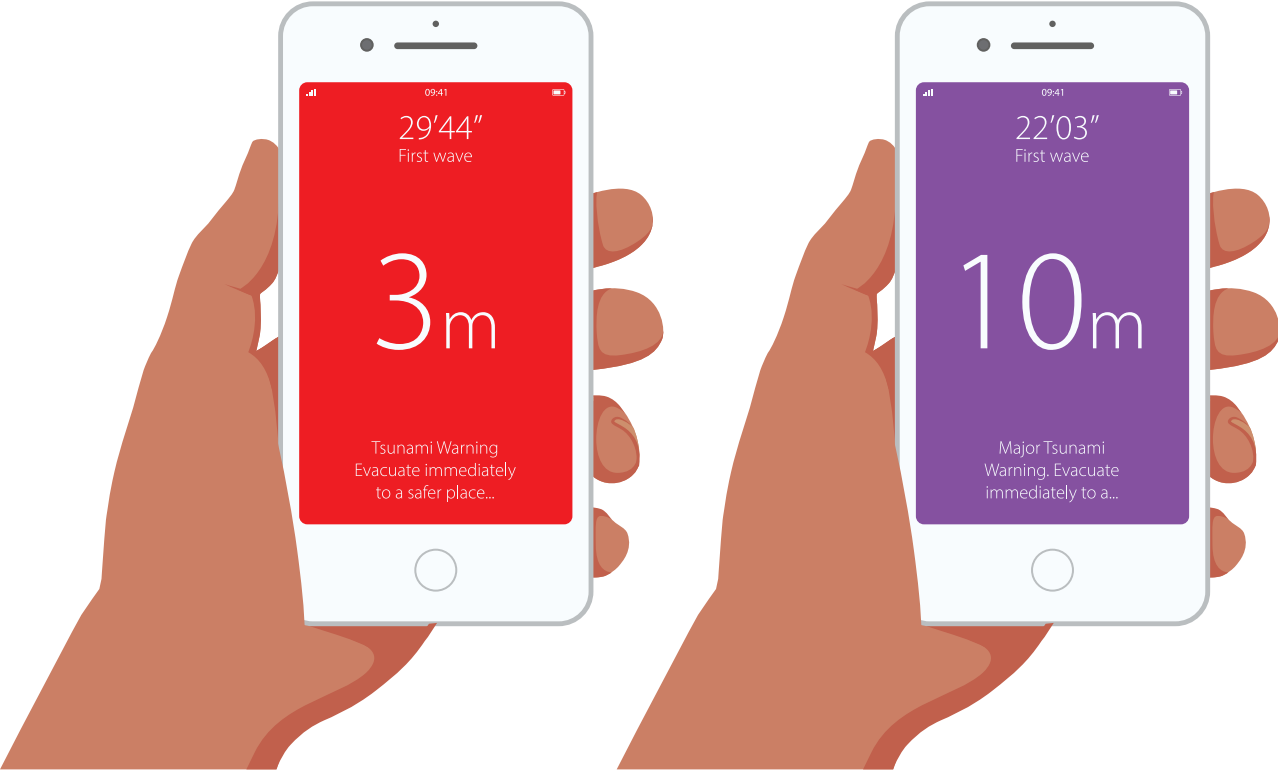 09:41
29’44”
First wave
3m
Tsunami Warning
Evacuate immediately
to a safer place...
09:41
22’03”
First wave
10m
Major Tsunami
Warning. Evacuate
immediately to a...